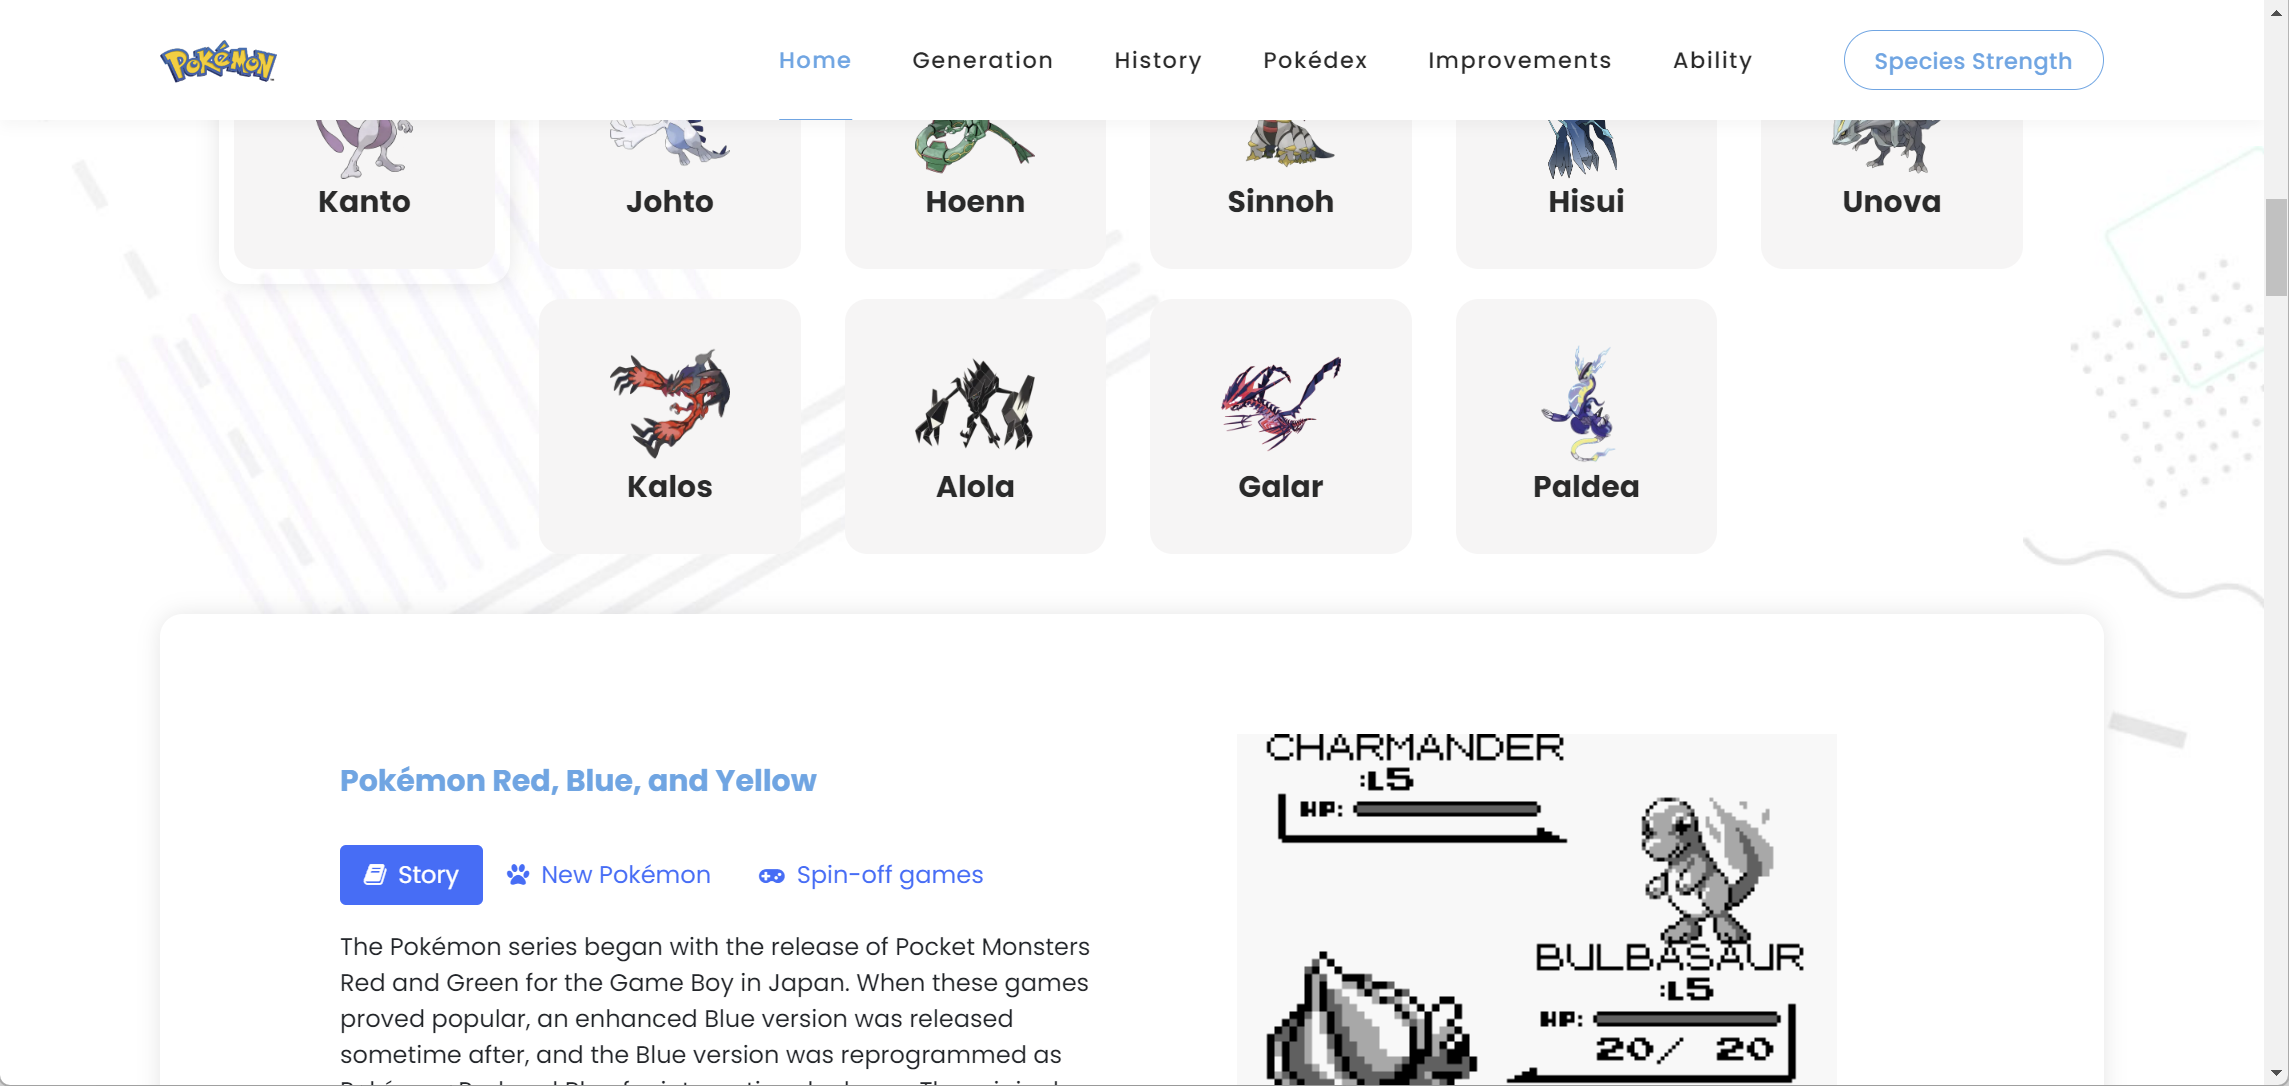 POKÉMON
Home Generation History Pokédex Improvements Ability Species Strength
Kanto Johto Hoenn Sinnoh Hisui Unova
Kalos Alola Galar Paldea
Pokémon Red, Blue, and Yellow
Story New Pokémon Spin-off games
The Pokémon series began with the release of Pocket Monsters
Red and Green for the Game Boy in Japan. When these games
proved popular, an enhanced Blue version was released
sometime after, and the Blue version was reprogrammed as
CHARMANDER
:L5
HP:
BULBASAUR
:L5
HP:
20/ 20